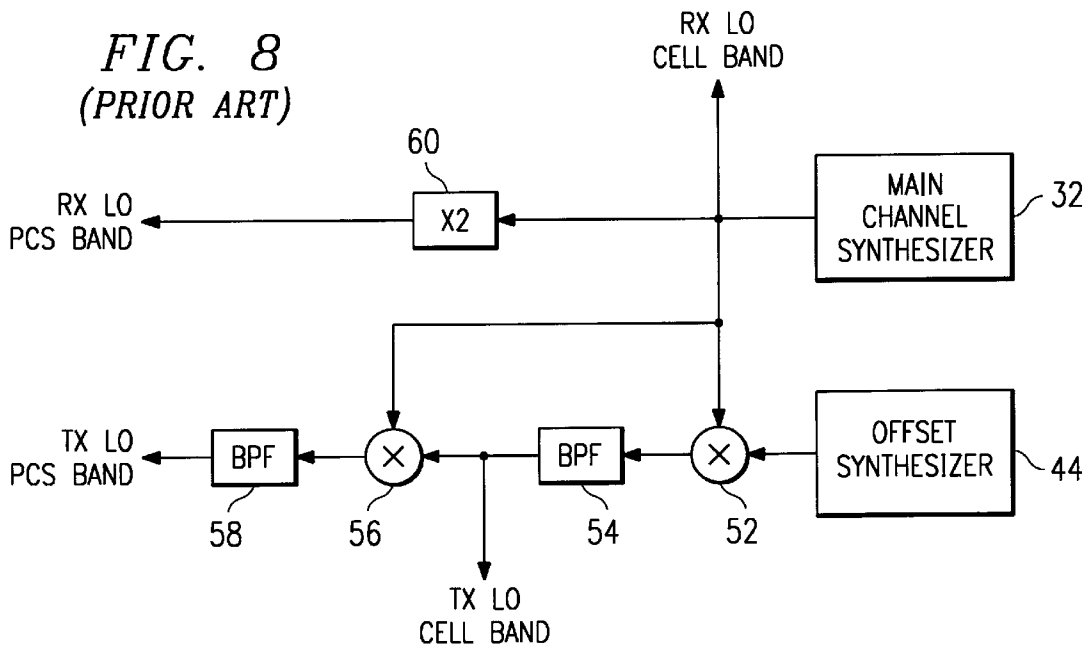 FIG. 8
(PRIOR ART)
RX LO
CELL BAND
60
RX LO
PCS BAND
X2
MAIN
CHANNEL
SYNTHESIZER
32
TX LO
PCS BAND
BPF
58
56
BPF
54
52
OFFSET
SYNTHESIZER
44
TX LO
CELL BAND